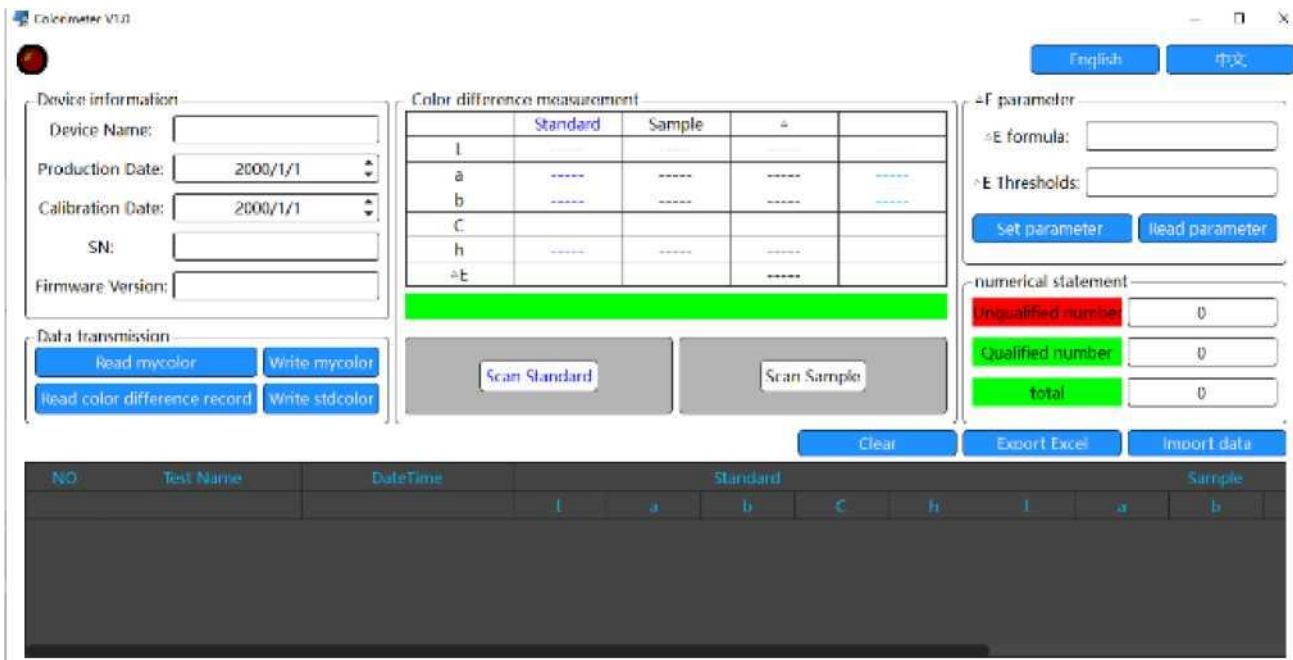 Colorimeter V1.0
English 中文
Device information
Device Name:
Production Date: 2000/1/1
Calibration Date: 2000/1/1
SN:
Firmware Version:
Data transmission
Read mycolor Write mycolor
Read color difference record Write stdcolor
Color difference measurement
Standard Sample △
L ----- ----- ----- -----
a ----- ----- ----- -----
b ----- ----- ----- -----
C
h ----- ----- -----
△E -----
Scan Standard Scan Sample
△E parameter
△E formula:
△E Thresholds:
Set parameter Read parameter
numerical statement
Unqualified number 0
Qualified number 0
total 0
Clear Export Excel Import data
NO Test Name DateTime Standard Sample
L a b C h L a b